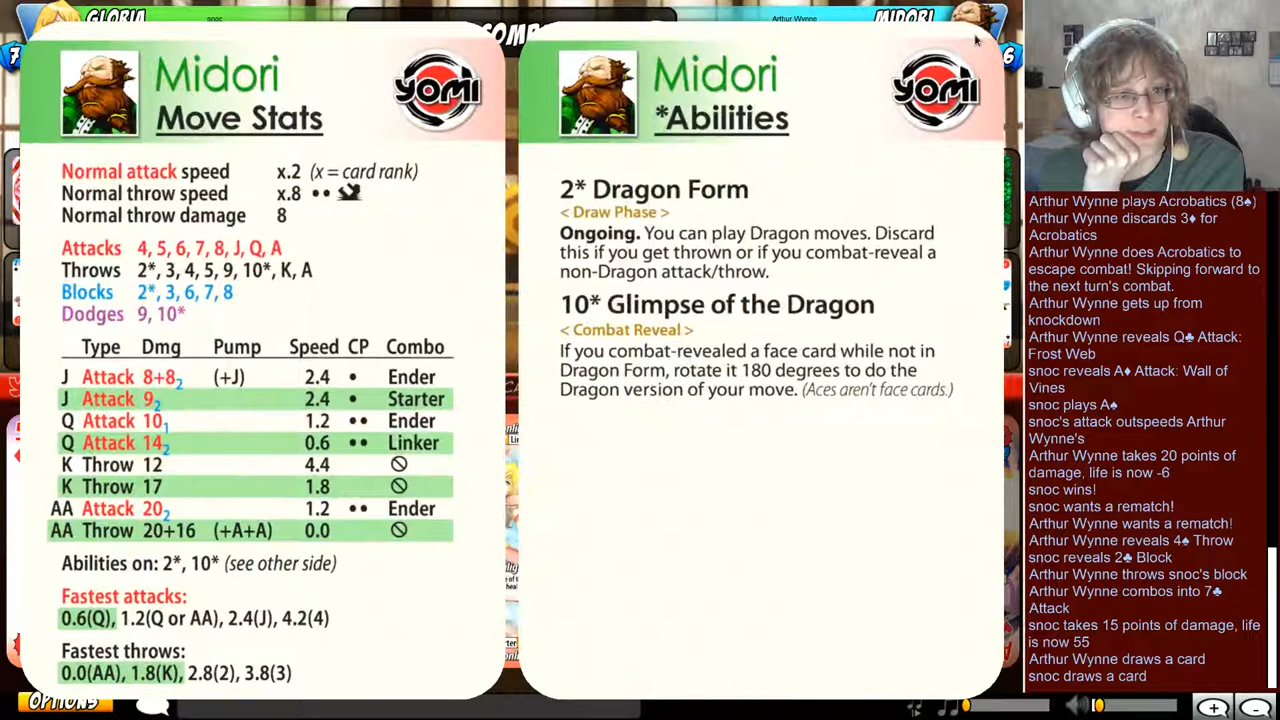 GLORIA
snoc
Arthur Wynne
MIDORI
7
6
Midori
Move Stats
YOMI
Normal attack speed x.2 (x = card rank)
Normal throw speed x.8
Normal throw damage 8
Attacks 4, 5, 6, 7, 8, J, Q, A
Throws 2*, 3, 4, 5, 9, 10*, K, A
Blocks 2*, 3, 6, 7, 8
Dodges 9, 10*
Type Dmg Pump Speed CP Combo
J Attack 8+8₂ (+J) 2.4 • Ender
J Attack 9₂ 2.4 • Starter
Q Attack 10₁ 1.2 •• Ender
Q Attack 14₂ 0.6 •• Linker
K Throw 12 4.4
K Throw 17 1.8
AA Attack 20₂ 1.2 •• Ender
AA Throw 20+16 (+A+A) 0.0
Abilities on: 2*, 10* (see other side)
Fastest attacks:
0.6(Q), 1.2(Q or AA), 2.4(J), 4.2(4)
Fastest throws:
0.0(AA), 1.8(K), 2.8(2), 3.8(3)
Midori
*Abilities
YOMI
2* Dragon Form
< Draw Phase >
Ongoing. You can play Dragon moves. Discard
this if you get thrown or if you combat-reveal a
non-Dragon attack/throw.
10* Glimpse of the Dragon
< Combat Reveal >
If you combat-revealed a face card while not in
Dragon Form, rotate it 180 degrees to do the
Dragon version of your move. (Aces aren't face cards.)
Arthur Wynne plays Acrobatics (8♠)
Arthur Wynne discards 3♦ for
Acrobatics
Arthur Wynne does Acrobatics to
escape combat! Skipping forward to
the next turn's combat.
Arthur Wynne gets up from
knockdown
Arthur Wynne reveals Q♣ Attack:
Frost Web
snoc reveals A♦ Attack: Wall of
Vines
snoc plays A♠
snoc's attack outspeeds Arthur
Wynne's
Arthur Wynne takes 20 points of
damage, life is now -6
snoc wins!
snoc wants a rematch!
Arthur Wynne wants a rematch!
Arthur Wynne reveals 4♠ Throw
snoc reveals 2♣ Block
Arthur Wynne throws snoc's block
Arthur Wynne combos into 7♣
Attack
snoc takes 15 points of damage, life
is now 55
Arthur Wynne draws a card
snoc draws a card
OPTIONS